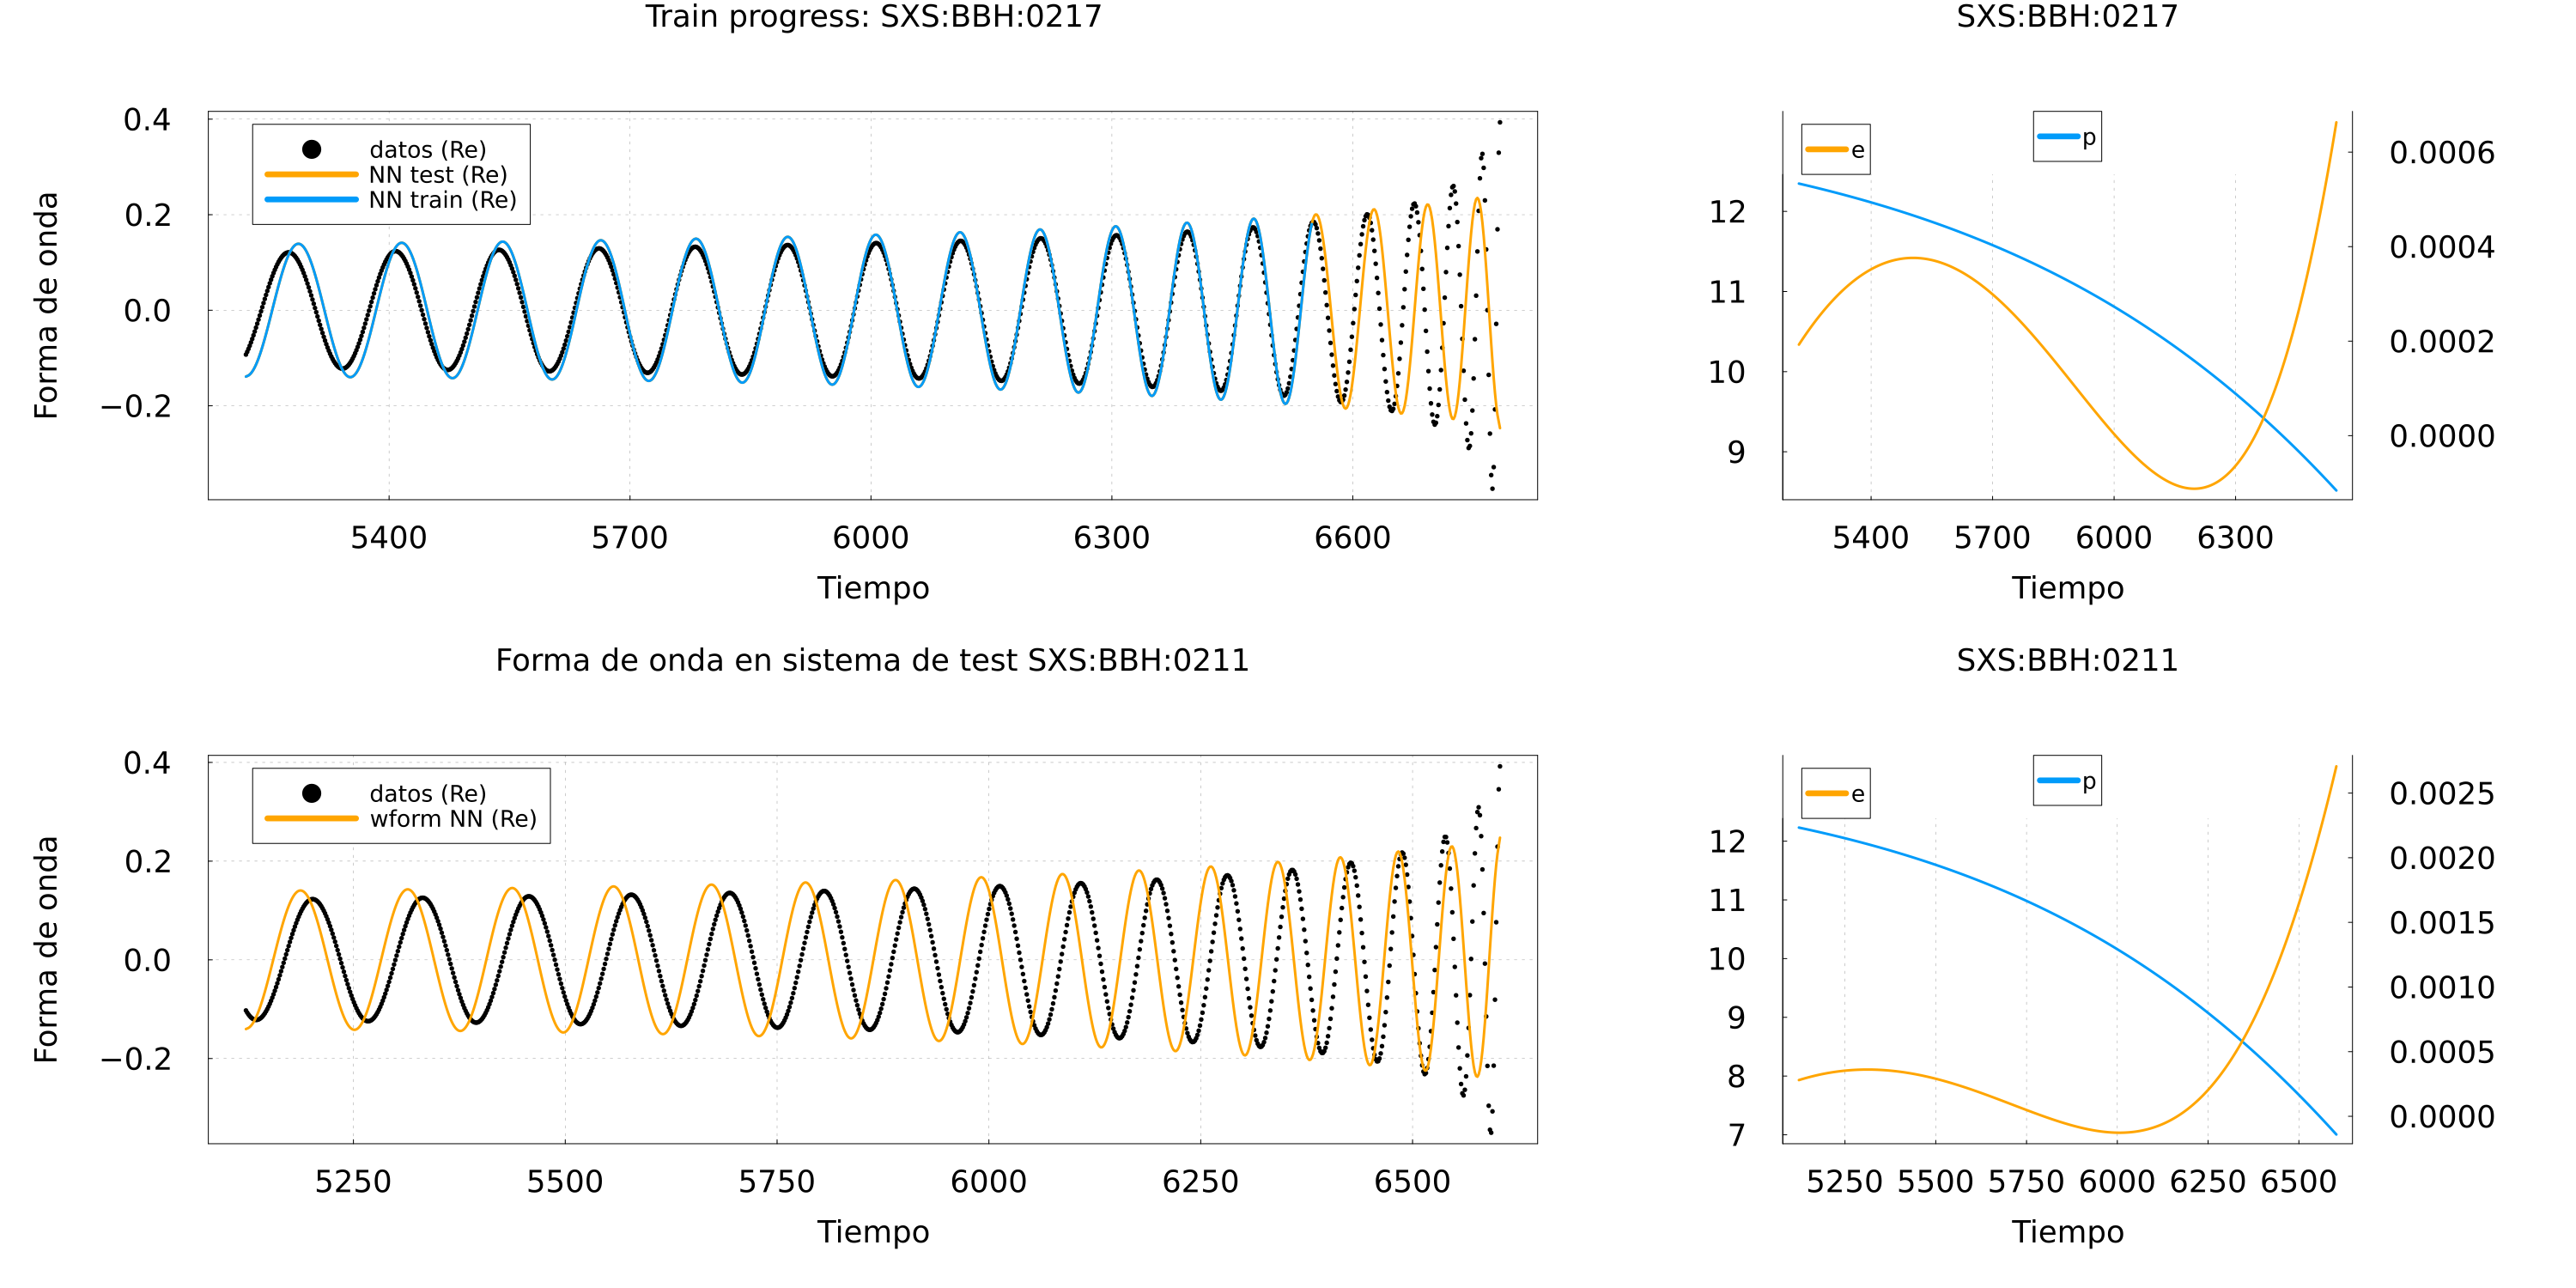 Train progress: SXS:BBH:0217
datos (Re)
NN test (Re)
NN train (Re)
0.4
0.2
0.0
−0.2
Forma de onda
5400 5700 6000 6300 6600
Tiempo
SXS:BBH:0217
e
p
12
11
10
9
0.0006
0.0004
0.0002
0.0000
5400 5700 6000 6300
Tiempo
Forma de onda en sistema de test SXS:BBH:0211
datos (Re)
wform NN (Re)
0.4
0.2
0.0
−0.2
Forma de onda
5250 5500 5750 6000 6250 6500
Tiempo
SXS:BBH:0211
e
p
12
11
10
9
8
7
0.0025
0.0020
0.0015
0.0010
0.0005
0.0000
5250 5500 5750 6000 6250 6500
Tiempo